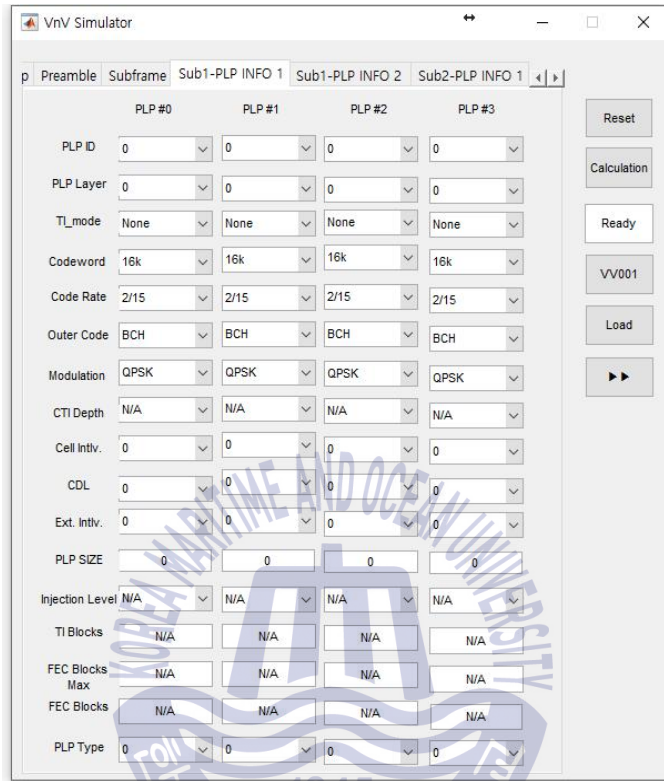 VnV Simulator
p Preamble Subframe Sub1-PLP INFO 1 Sub1-PLP INFO 2 Sub2-PLP INFO 1
PLP #0 PLP #1 PLP #2 PLP #3
PLP ID 0 0 0 0
PLP Layer 0 0 0 0
TI_mode None None None None
Codeword 16k 16k 16k 16k
Code Rate 2/15 2/15 2/15 2/15
Outer Code BCH BCH BCH BCH
Modulation QPSK QPSK QPSK QPSK
CTI Depth N/A N/A N/A N/A
Cell Intlv. 0 0 0 0
CDL 0 0 0 0
Ext. Intlv. 0 0 0 0
PLP SIZE 0 0 0 0
Injection Level N/A N/A N/A N/A
TI Blocks N/A N/A N/A N/A
FEC Blocks Max N/A N/A N/A N/A
FEC Blocks N/A N/A N/A N/A
PLP Type 0 0 0 0
Reset
Calculation
Ready
VV001
Load
KOREA MARITIME AND OCEAN UNIVERSITY